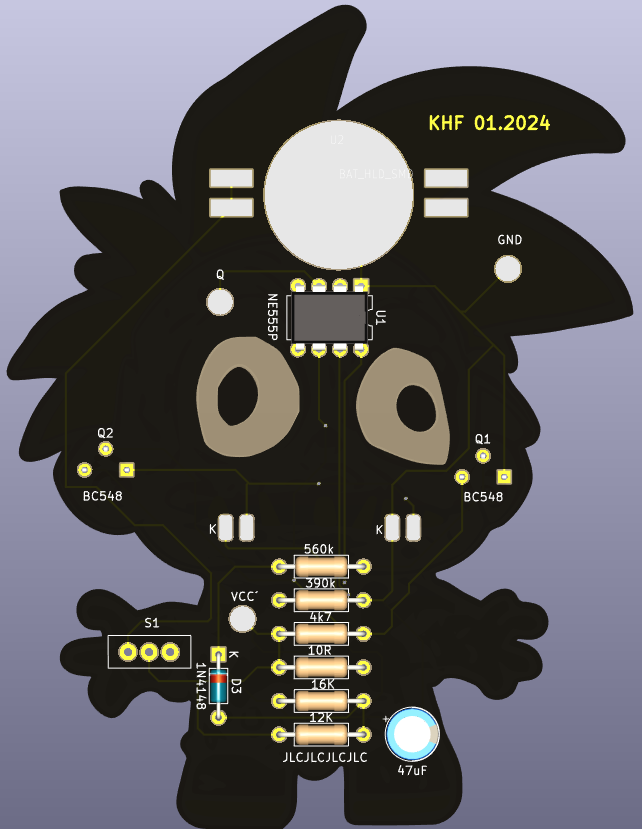 KHF 01.2024
U2
BAT_HLD_SM
GND
Q
NE555P
U1
Q2
Q1
BC548
BC548
K
K
560k
390k
VCC
4k7
S1
10R
K
1N4148
D3
16K
12K
+
JLCJLCJLCJLC
47uF